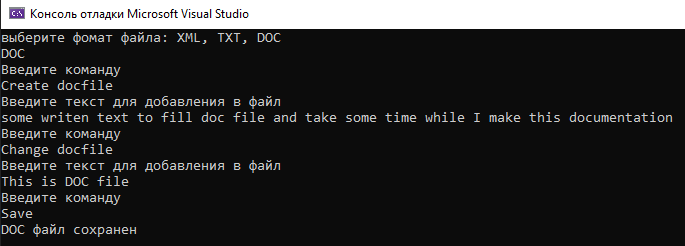 C:\
Консоль отладки Microsoft Visual Studio
выберите фомат файла: XML, TXT, DOC
DOC
Введите команду
Create docfile
Введите текст для добавления в файл
some writen text to fill doc file and take some time while I make this documentation
Введите команду
Change docfile
Введите текст для добавления в файл
This is DOC file
Введите команду
Save
DOC файл сохранен